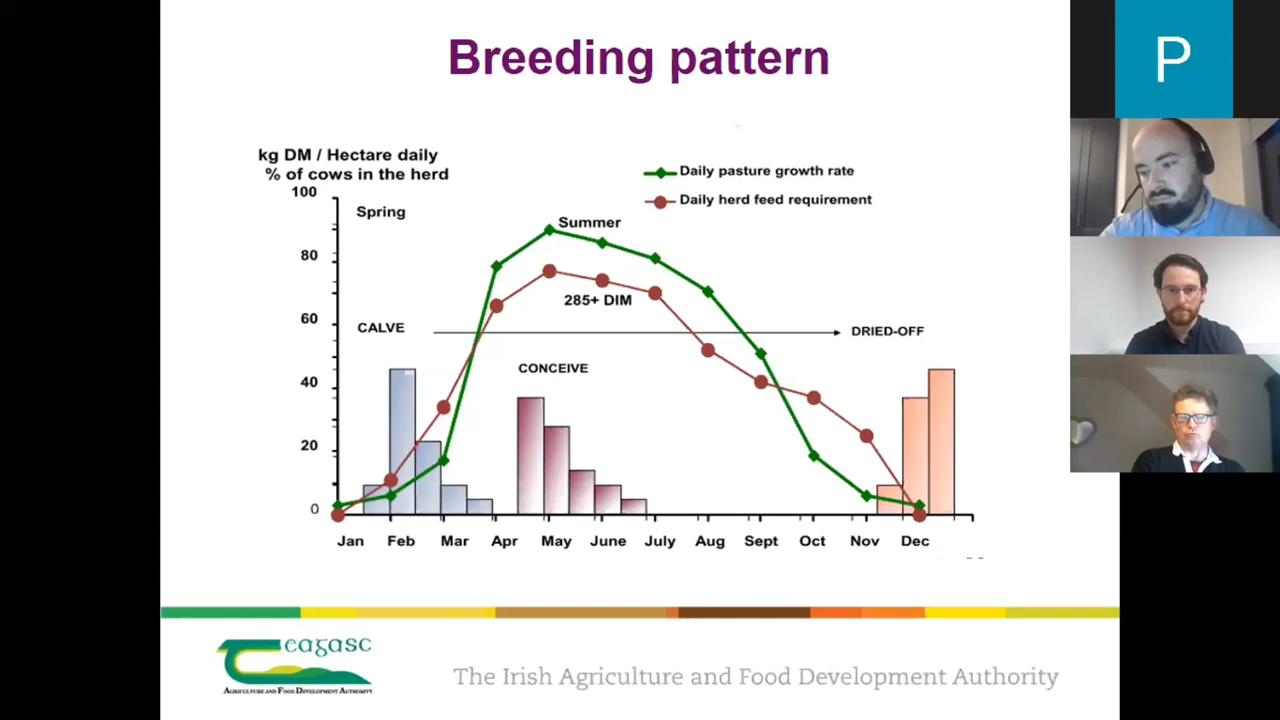 Breeding pattern
P
kg DM / Hectare daily
% of cows in the herd
Daily pasture growth rate
Daily herd feed requirement
100
80
60
40
20
0
Spring
Summer
285+ DIM
CALVE
DRIED-OFF
CONCEIVE
Jan Feb Mar Apr May June July Aug Sept Oct Nov Dec
eagasc
AGRICULTURE AND FOOD DEVELOPMENT AUTHORITY
The Irish Agriculture and Food Development Authority